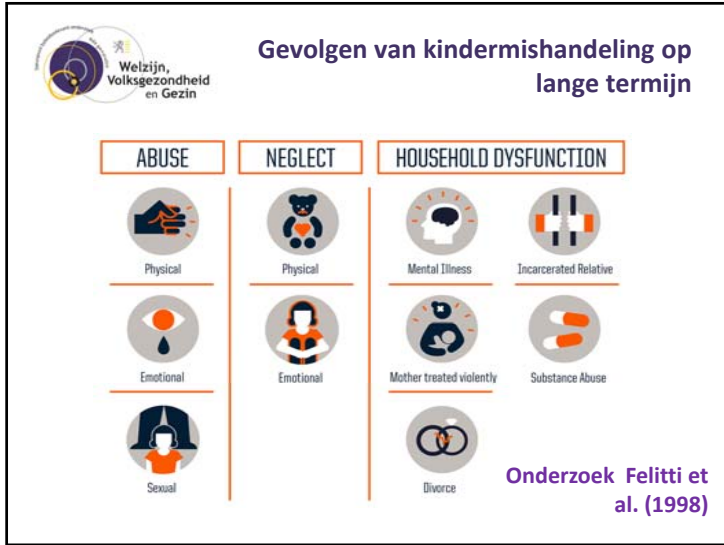 Welzijn,
Volksgezondheid
en Gezin
Gevolgen van kindermishandeling op
lange termijn
ABUSE
NEGLECT
HOUSEHOLD DYSFUNCTION
Physical
Physical
Mental Illness
Incarcerated Relative
Emotional
Emotional
Mother treated violently
Substance Abuse
Sexual
Divorce
Onderzoek Felitti et
al. (1998)